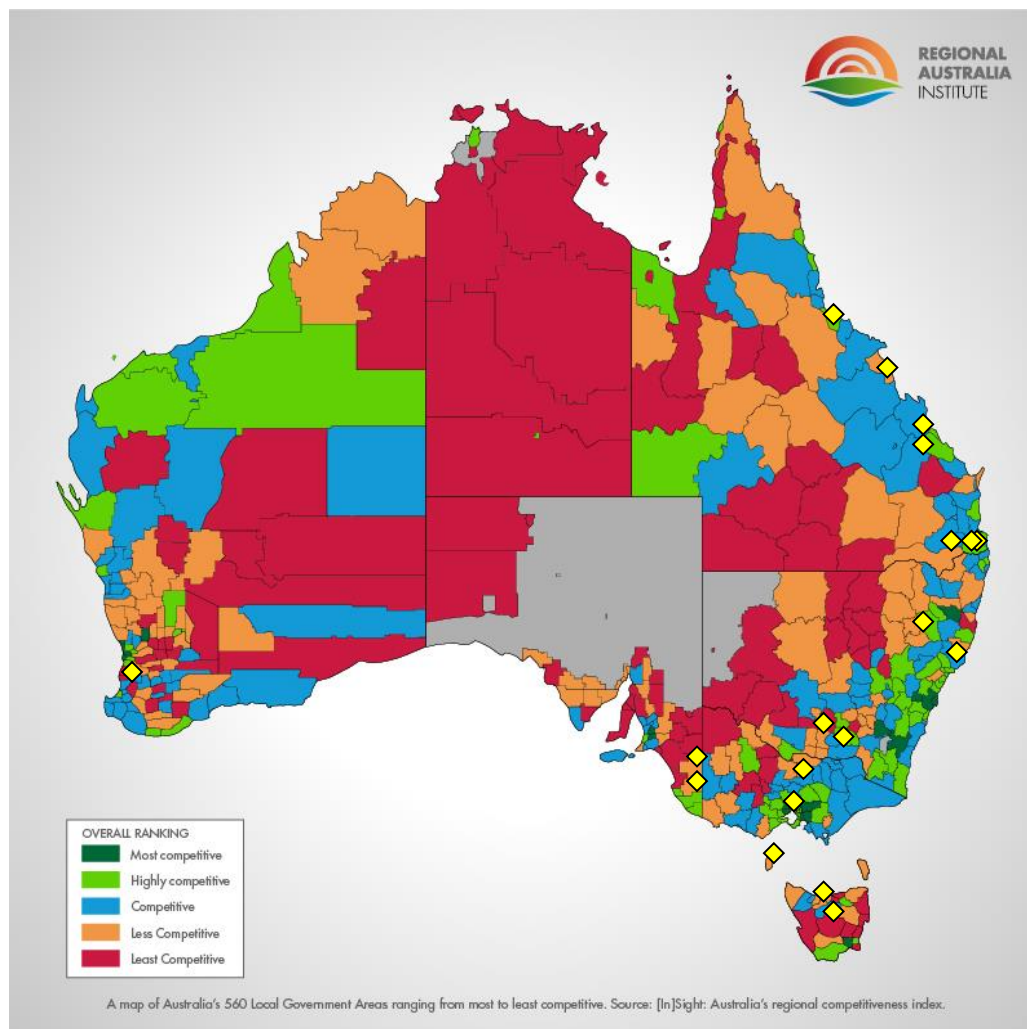 REGIONAL
AUSTRALIA
INSTITUTE
OVERALL RANKING
Most competitive
Highly competitive
Competitive
Less Competitive
Least Competitive
A map of Australia's 560 Local Government Areas ranging from most to least competitive. Source: [In]Sight: Australia's regional competitiveness index.